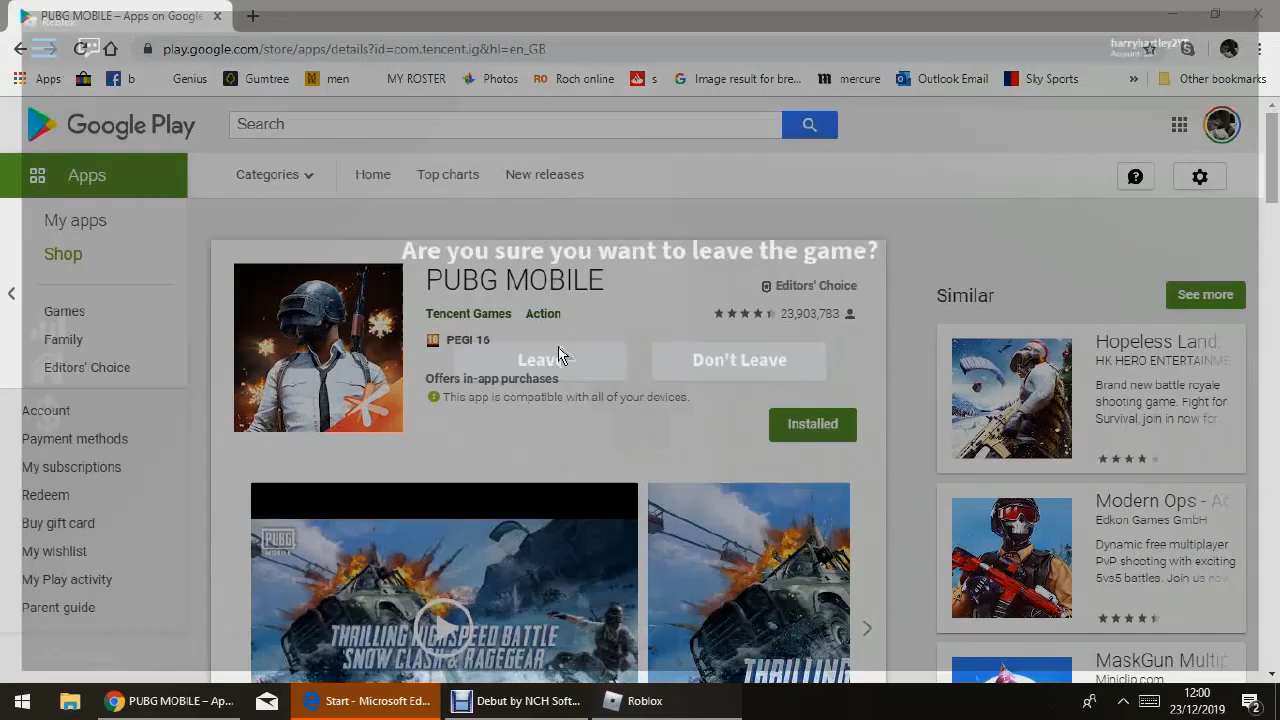 PUBG MOBILE – Apps on Google
Roblox
play.google.com/store/apps/details?id=com.tencent.ig&hl=en_GB
Apps
b
Genius
Gumtree
men
MY ROSTER
Photos
RO Roch online
s
Image result for bre...
mercure
Outlook Email
Sky Sports
»
Other bookmarks
Google Play
Search
Apps
Categories
Home
Top charts
New releases
My apps
Shop
Games
Family
Editors' Choice
Account
Payment methods
My subscriptions
Redeem
Buy gift card
My wishlist
My Play activity
Parent guide
Are you sure you want to leave the game?
PUBG MOBILE
Editors' Choice
Tencent Games Action
23,903,783
PEGI 16
Leave
Don't Leave
Offers in-app purchases
This app is compatible with all of your devices.
Installed
PUBG
MOBILE
THRILLING HIGHSPEED BATTLE
SNOW CLASH & RAGEGEAR
THRILLING
Similar
See more
Hopeless Land:
HK HERO ENTERTAINM
Brand new battle royale
shooting game. Fight for
Survival, join in now for
Modern Ops - Ac
Edkon Games GmbH
Dynamic free multiplayer
PvP shooting with exciting
5vs5 battles. Join us now
MaskGun Multip
Miniclip.com
PUBG MOBILE – Ap...
Start - Microsoft Ed...
Debut by NCH Soft...
Roblox
12:00
23/12/2019
2